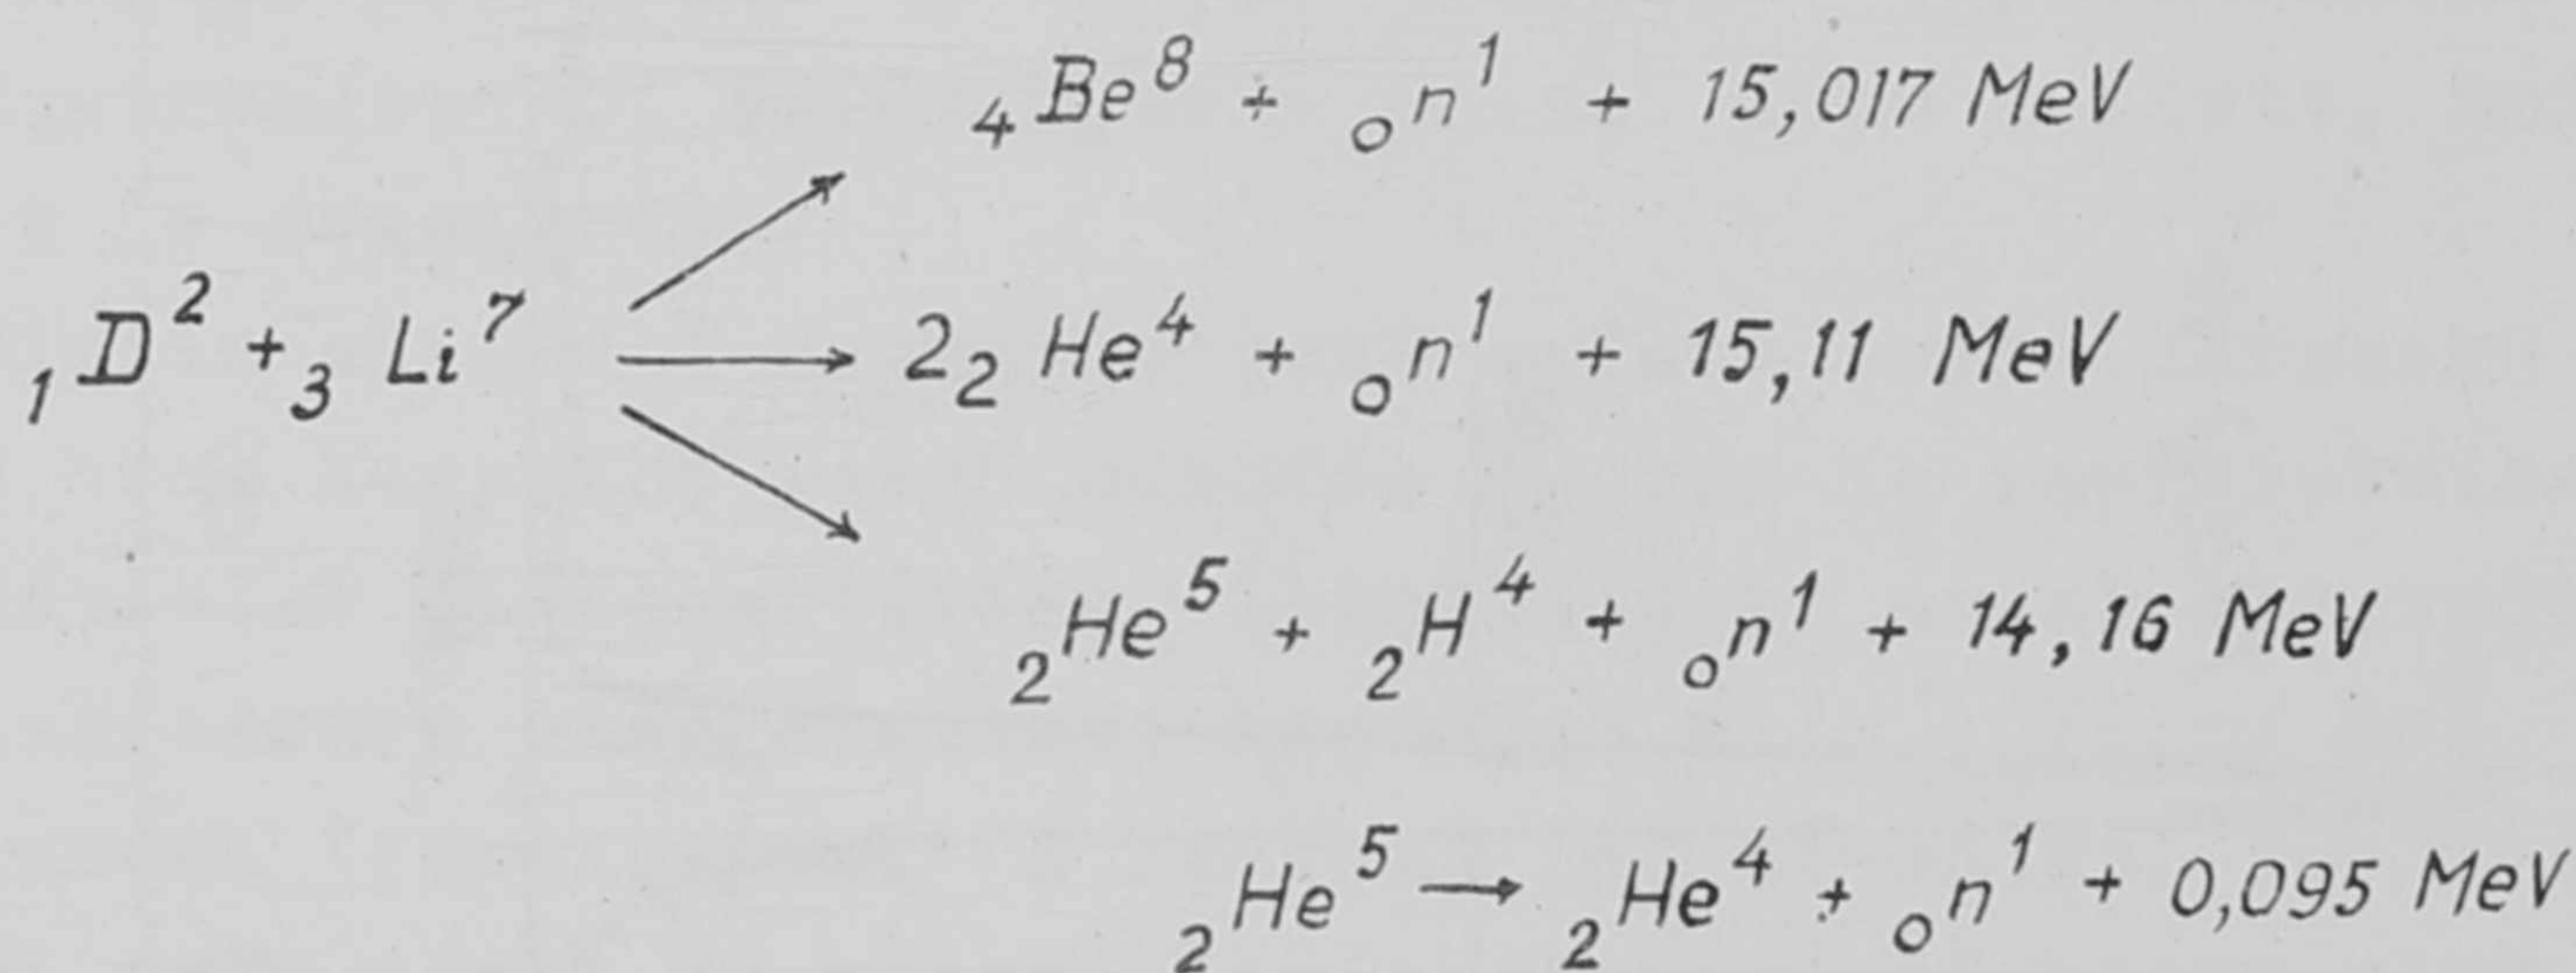 ₄Be⁸ + ₀n¹ + 15,017 MeV
₁D² + ₃Li⁷ → 2₂He⁴ + ₀n¹ + 15,11 MeV
₂He⁵ + ₂H⁴ + ₀n¹ + 14,16 MeV
₂He⁵ → ₂He⁴ + ₀n¹ + 0,095 MeV